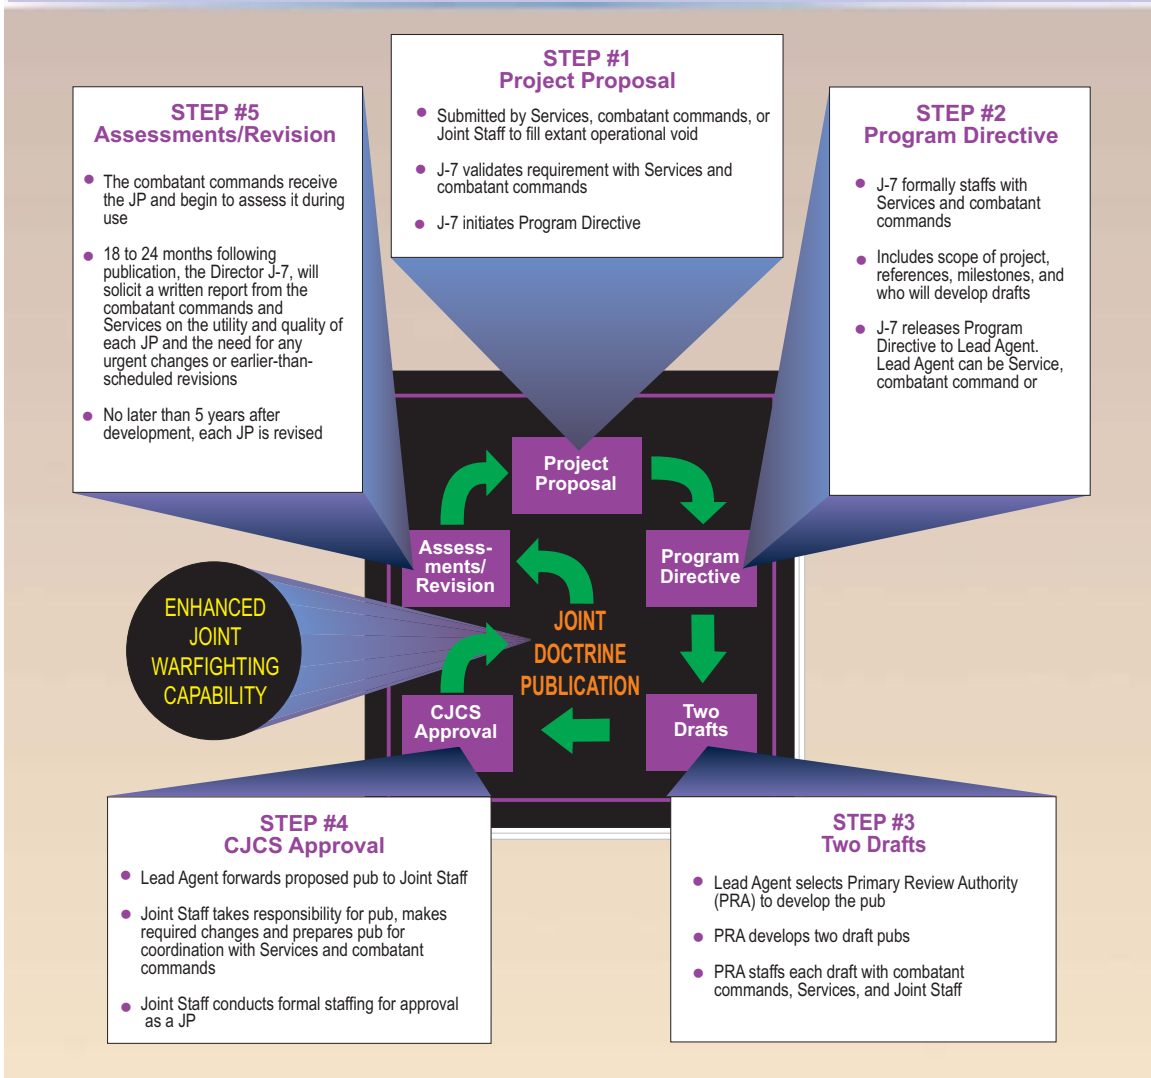 STEP #1
Project Proposal
• Submitted by Services, combatant commands, or
Joint Staff to fill extant operational void
• J-7 validates requirement with Services and
combatant commands
• J-7 initiates Program Directive
STEP #2
Program Directive
• J-7 formally staffs with
Services and combatant
commands
• Includes scope of project,
references, milestones, and
who will develop drafts
• J-7 releases Program
Directive to Lead Agent.
Lead Agent can be Service,
combatant command or
STEP #3
Two Drafts
• Lead Agent selects Primary Review Authority
(PRA) to develop the pub
• PRA develops two draft pubs
• PRA staffs each draft with combatant
commands, Services, and Joint Staff
STEP #4
CJCS Approval
• Lead Agent forwards proposed pub to Joint Staff
• Joint Staff takes responsibility for pub, makes
required changes and prepares pub for
coordination with Services and combatant
commands
• Joint Staff conducts formal staffing for approval
as a JP
STEP #5
Assessments/Revision
• The combatant commands receive
the JP and begin to assess it during
use
• 18 to 24 months following
publication, the Director J-7, will
solicit a written report from the
combatant commands and
Services on the utility and quality of
each JP and the need for any
urgent changes or earlier-than-
scheduled revisions
• No later than 5 years after
development, each JP is revised
Project
Proposal
Program
Directive
Two
Drafts
CJCS
Approval
Assess-
ments/
Revision
JOINT
DOCTRINE
PUBLICATION
ENHANCED
JOINT
WARFIGHTING
CAPABILITY